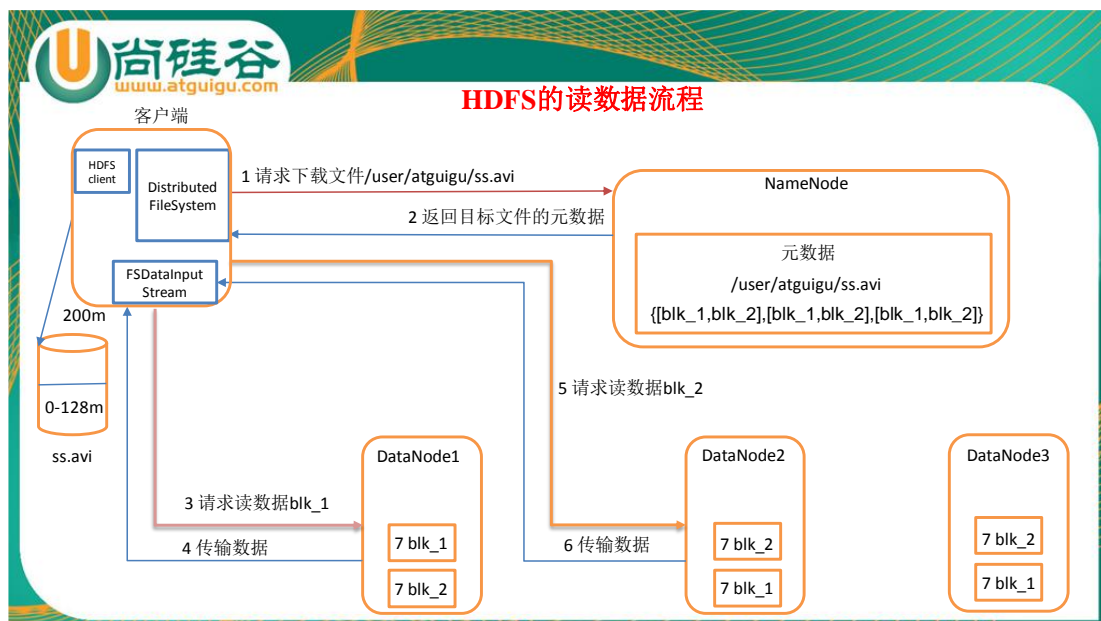 尚硅谷
www.atguigu.com
HDFS的读数据流程
客户端
HDFS
client
Distributed
FileSystem
1 请求下载文件/user/atguigu/ss.avi
2 返回目标文件的元数据
NameNode
元数据
/user/atguigu/ss.avi
{[blk_1,blk_2],[blk_1,blk_2],[blk_1,blk_2]}
FSDataInput
Stream
200m
0-128m
ss.avi
5 请求读数据blk_2
DataNode1
DataNode2
DataNode3
3 请求读数据blk_1
4 传输数据
6 传输数据
7 blk_1
7 blk_2
7 blk_2
7 blk_1
7 blk_2
7 blk_1